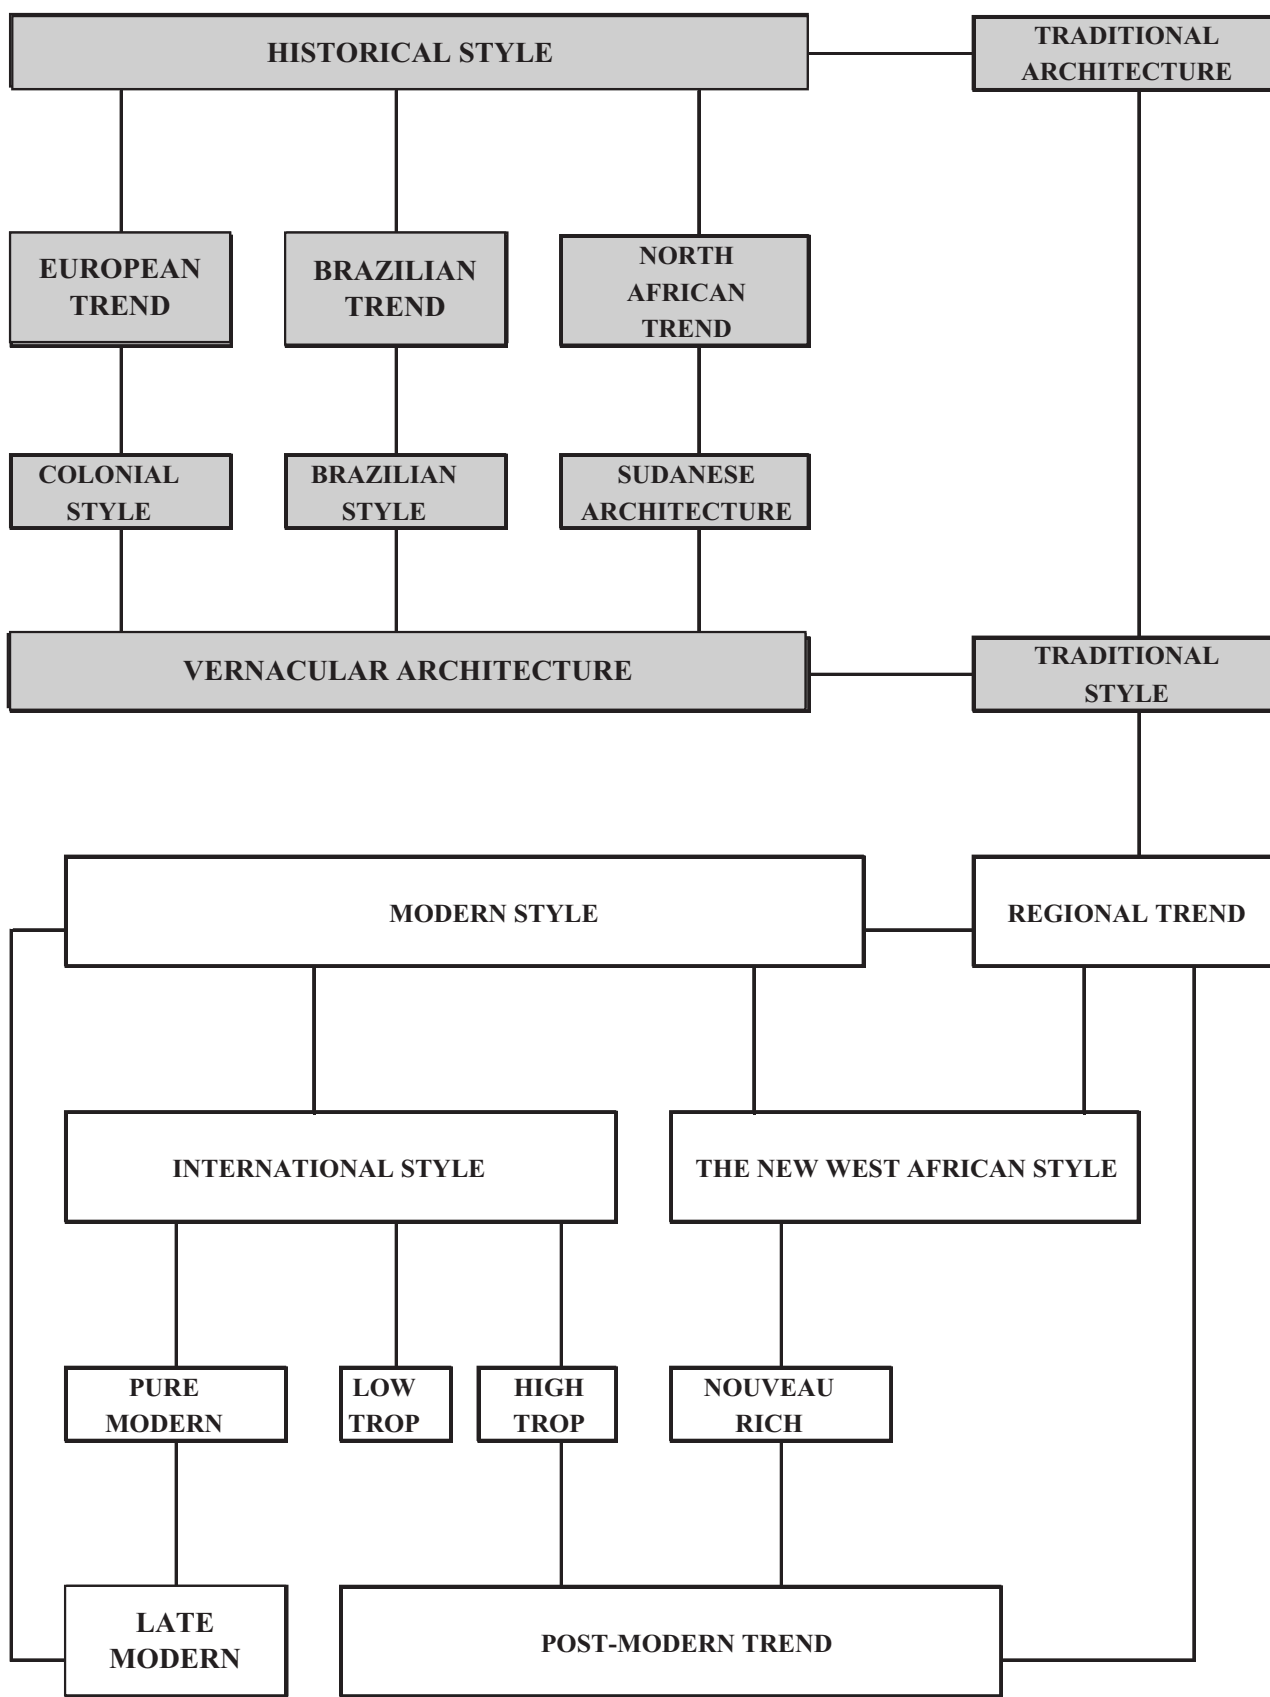 HISTORICAL STYLE
TRADITIONAL
ARCHITECTURE
EUROPEAN
TREND
BRAZILIAN
TREND
NORTH
AFRICAN
TREND
COLONIAL
STYLE
BRAZILIAN
STYLE
SUDANESE
ARCHITECTURE
VERNACULAR ARCHITECTURE
TRADITIONAL
STYLE
MODERN STYLE
REGIONAL TREND
INTERNATIONAL STYLE
THE NEW WEST AFRICAN STYLE
PURE
MODERN
LOW
TROP
HIGH
TROP
NOUVEAU
RICH
LATE
MODERN
POST-MODERN TREND